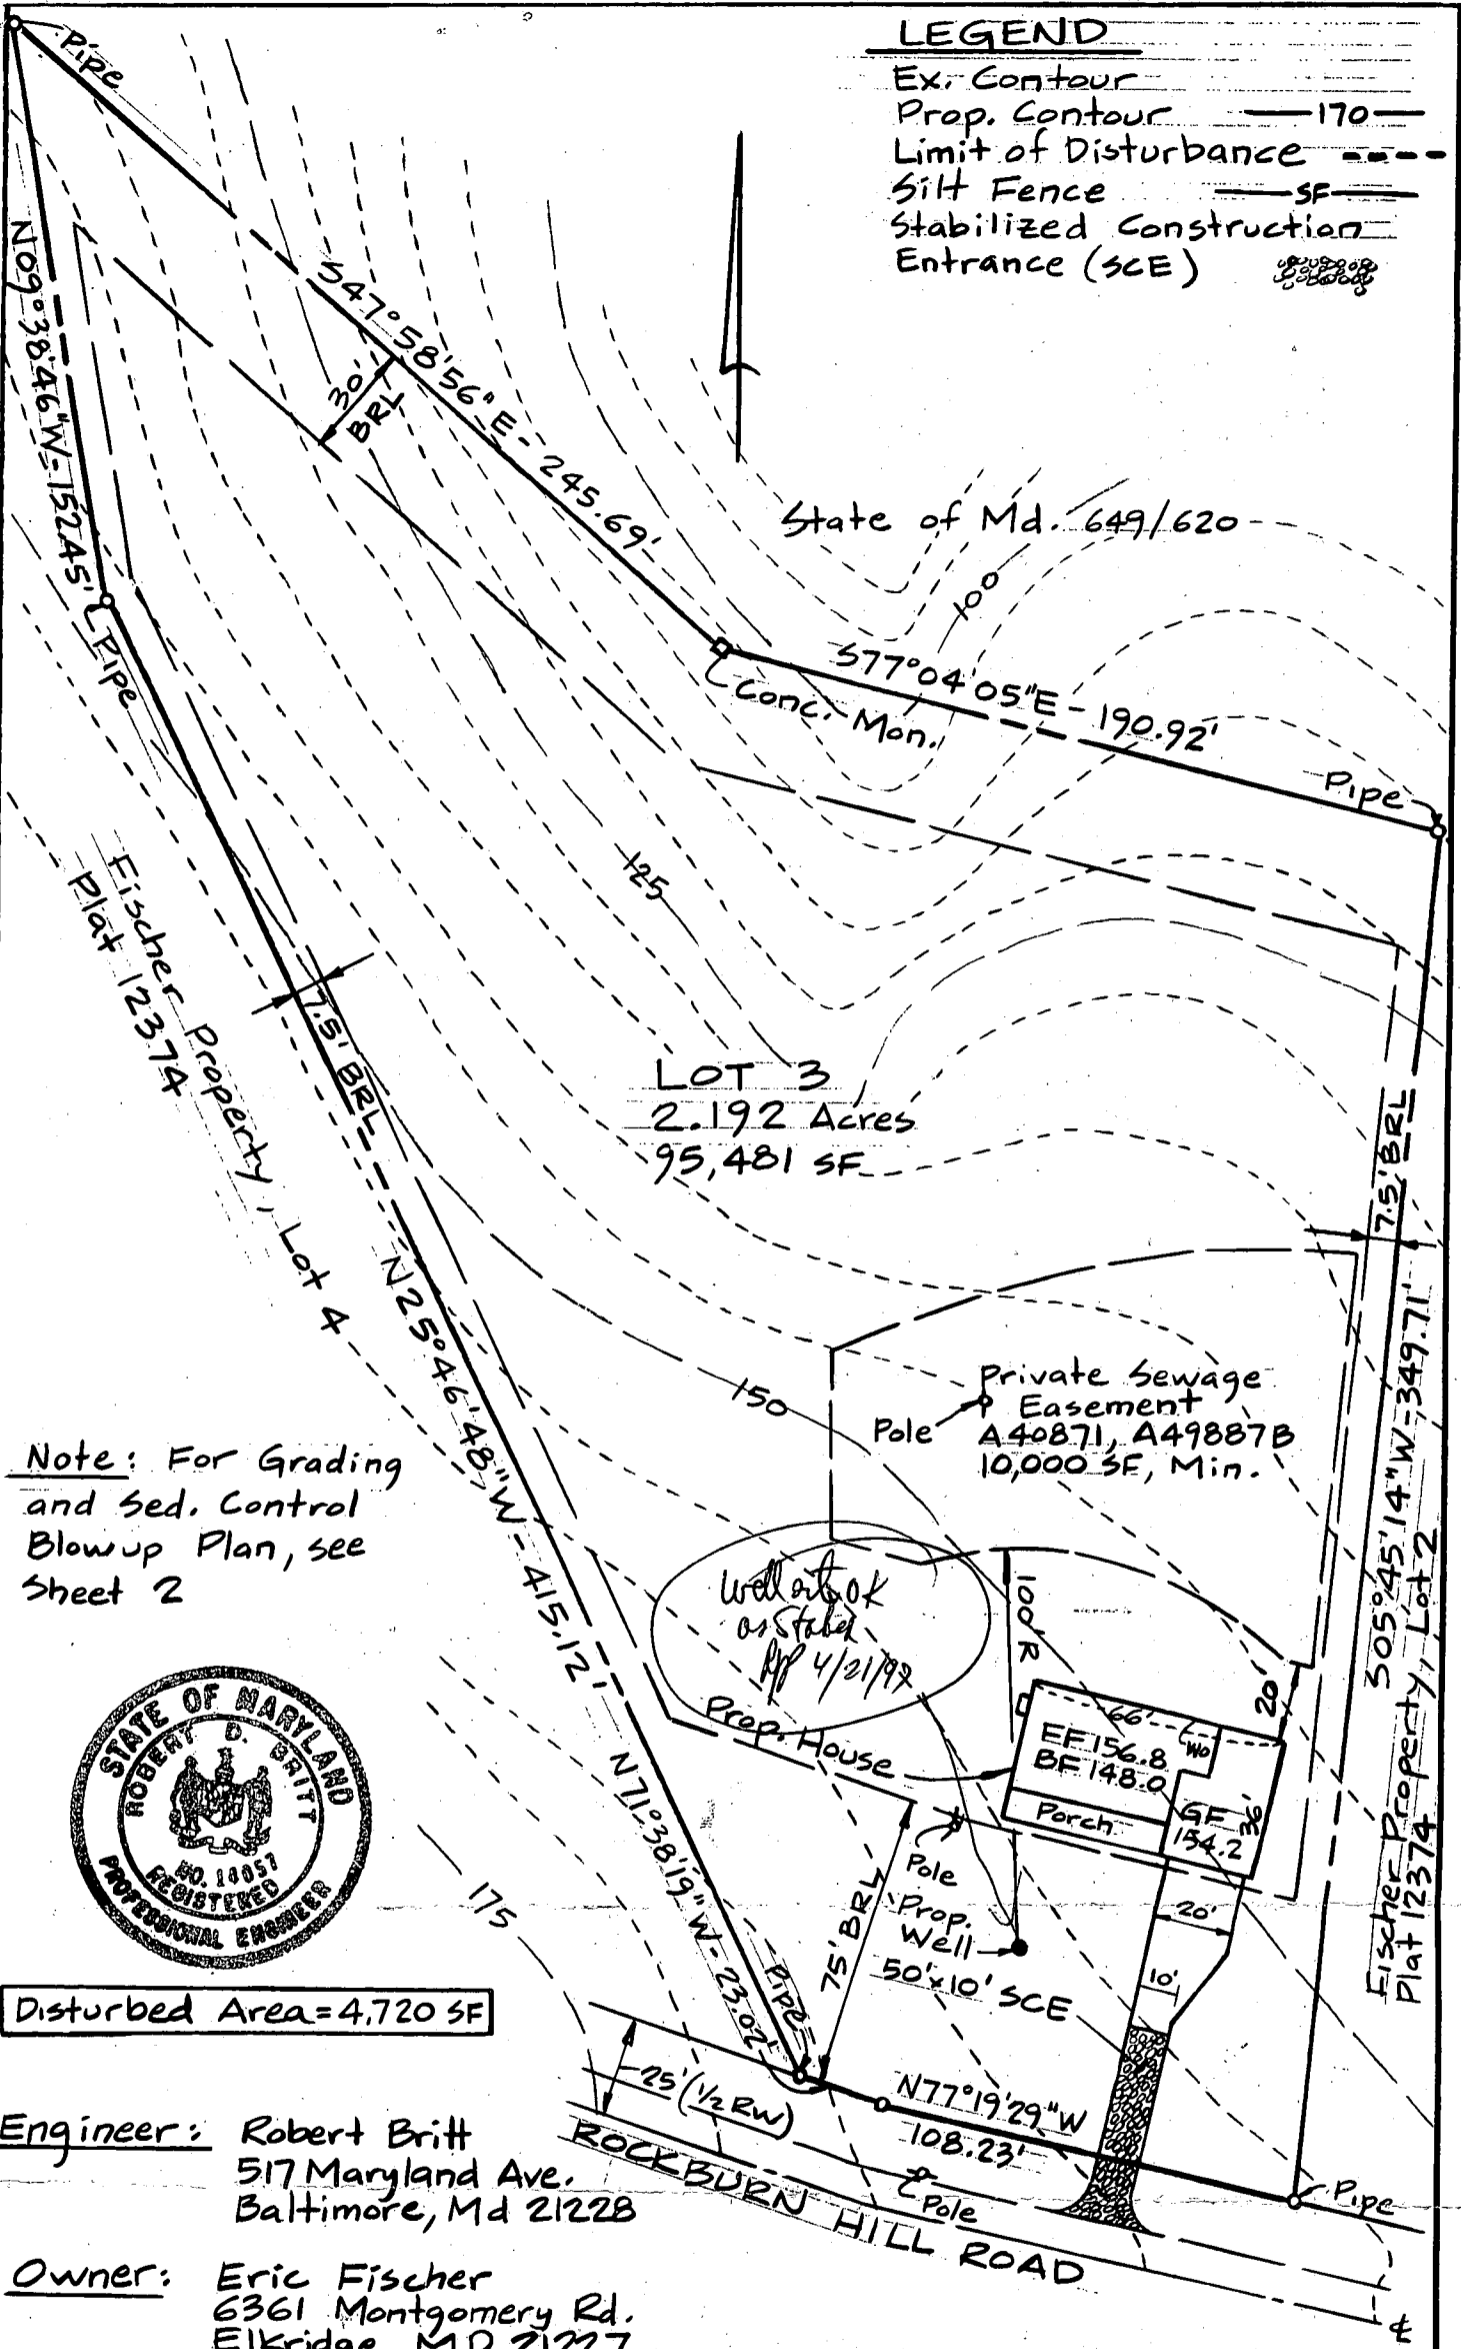 LEGEND
Ex. Contour
Prop. Contour —170—
Limit of Disturbance
Silt Fence —SF—
Stabilized Construction
Entrance (SCE)
Pipe
N09°38'46"W-152.45'
S47°58'56"E-245.69'
30'
BRL
State of Md. 649/620
100
Pipe
Conc. Mon.
S77°04'05"E-190.92'
Pipe
125
Fischer Property, Lot 4
Plat 12374
7.5' BRL
LOT 3
2.192 Acres
95,481 SF
7.5' BRL
N25°46'48"W-415.12'
150
Private Sewage
Easement
A40871, A49887B
10,000 SF, Min.
Pole
S05°45'14"W-349.71'
Fischer Property, Lot 2
Plat 12374
Note: For Grading
and Sed. Control
Blowup Plan, see
Sheet 2
OK
4/21/97
100'R
20'
Prop. House
66'
EF 156.8
BF 148.0
WO
Porch
GF
154.2
36'
STATE OF MARYLAND
ROBERT D. BRITT
NO. 14057
REGISTERED
PROFESSIONAL ENGINEER
N71°38'19"W-23.02'
175
Pole
75' BRL
Prop.
Well
20'
10'
50'x10' SCE
Pipe
Disturbed Area=4,720 SF
25' (1/2 RW)
N77°19'29"W
108.23'
Pole
Pipe
ROCKBURN HILL ROAD
Engineer: Robert Britt
517 Maryland Ave.
Baltimore, Md 21228
Owner: Eric Fischer
6361 Montgomery Rd.
Elkridge, MD 21227